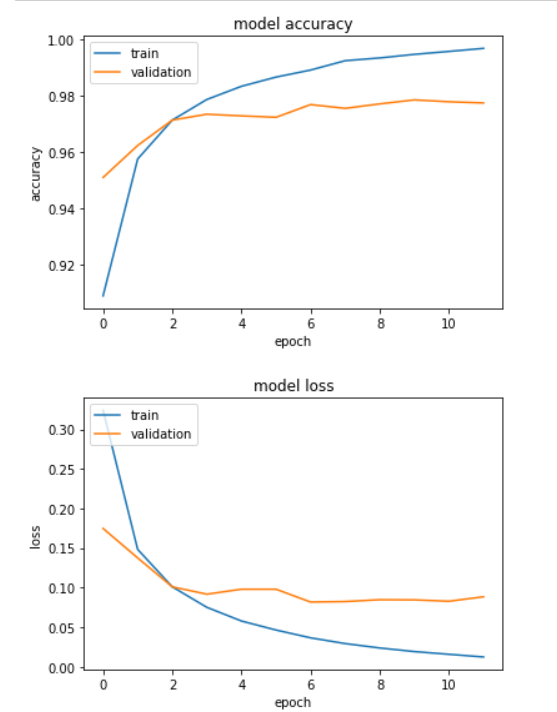 model accuracy
1.00
0.98
0.96
0.94
0.92
accuracy
train
validation
0 2 4 6 8 10
epoch
model loss
0.30
0.25
0.20
0.15
0.10
0.05
0.00
loss
train
validation
0 2 4 6 8 10
epoch